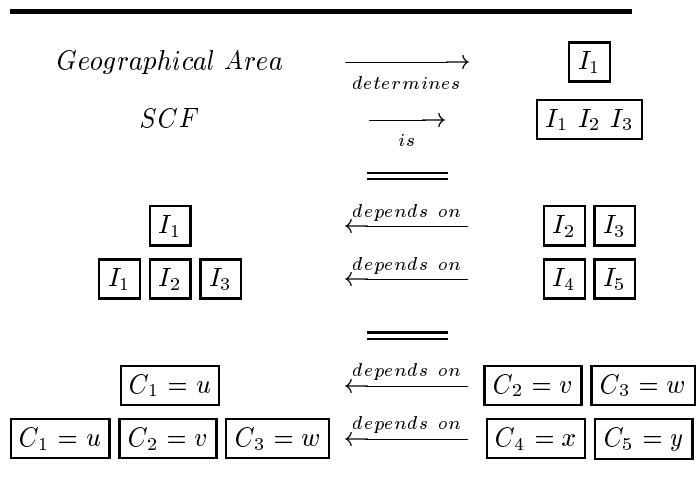 Geographical Area determines I₁
SCF is I₁ I₂ I₃
I₁ depends on I₂ I₃
I₁ I₂ I₃ depends on I₄ I₅
C₁ = u depends on C₂ = v C₃ = w
C₁ = u C₂ = v C₃ = w depends on C₄ = x C₅ = y